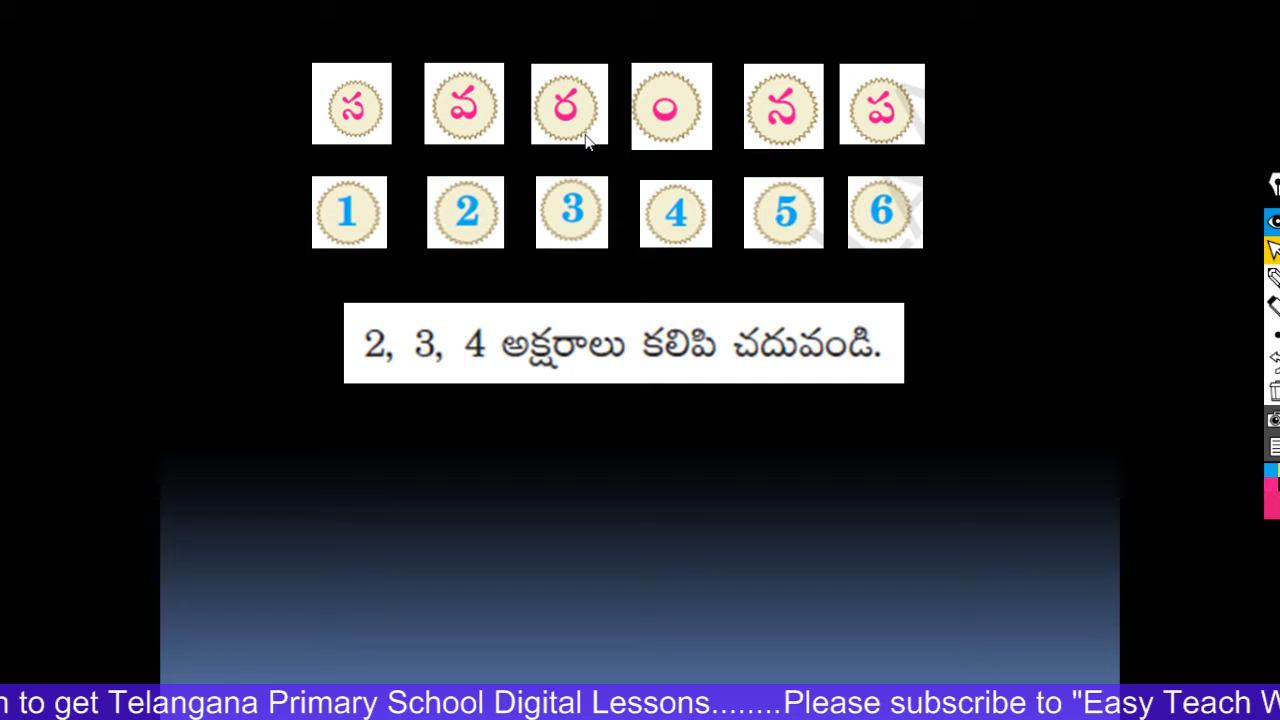 స వ ర ం న ప
1 2 3 4 5 6
2, 3, 4 అక్షరాలు కలిపి చదువండి.
to get Telangana Primary School Digital Lessons........Please subscribe to "Easy Teach